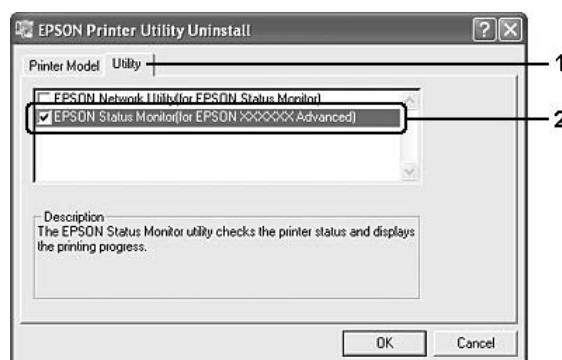 EPSON Printer Utility Uninstall
Printer Model Utility
1
EPSON Network Utility(for EPSON Status Monitor)
EPSON Status Monitor(for EPSON XXXXXXX Advanced)
2
Description
The EPSON Status Monitor utility checks the printer status and displays
the printing progress.
OK Cancel